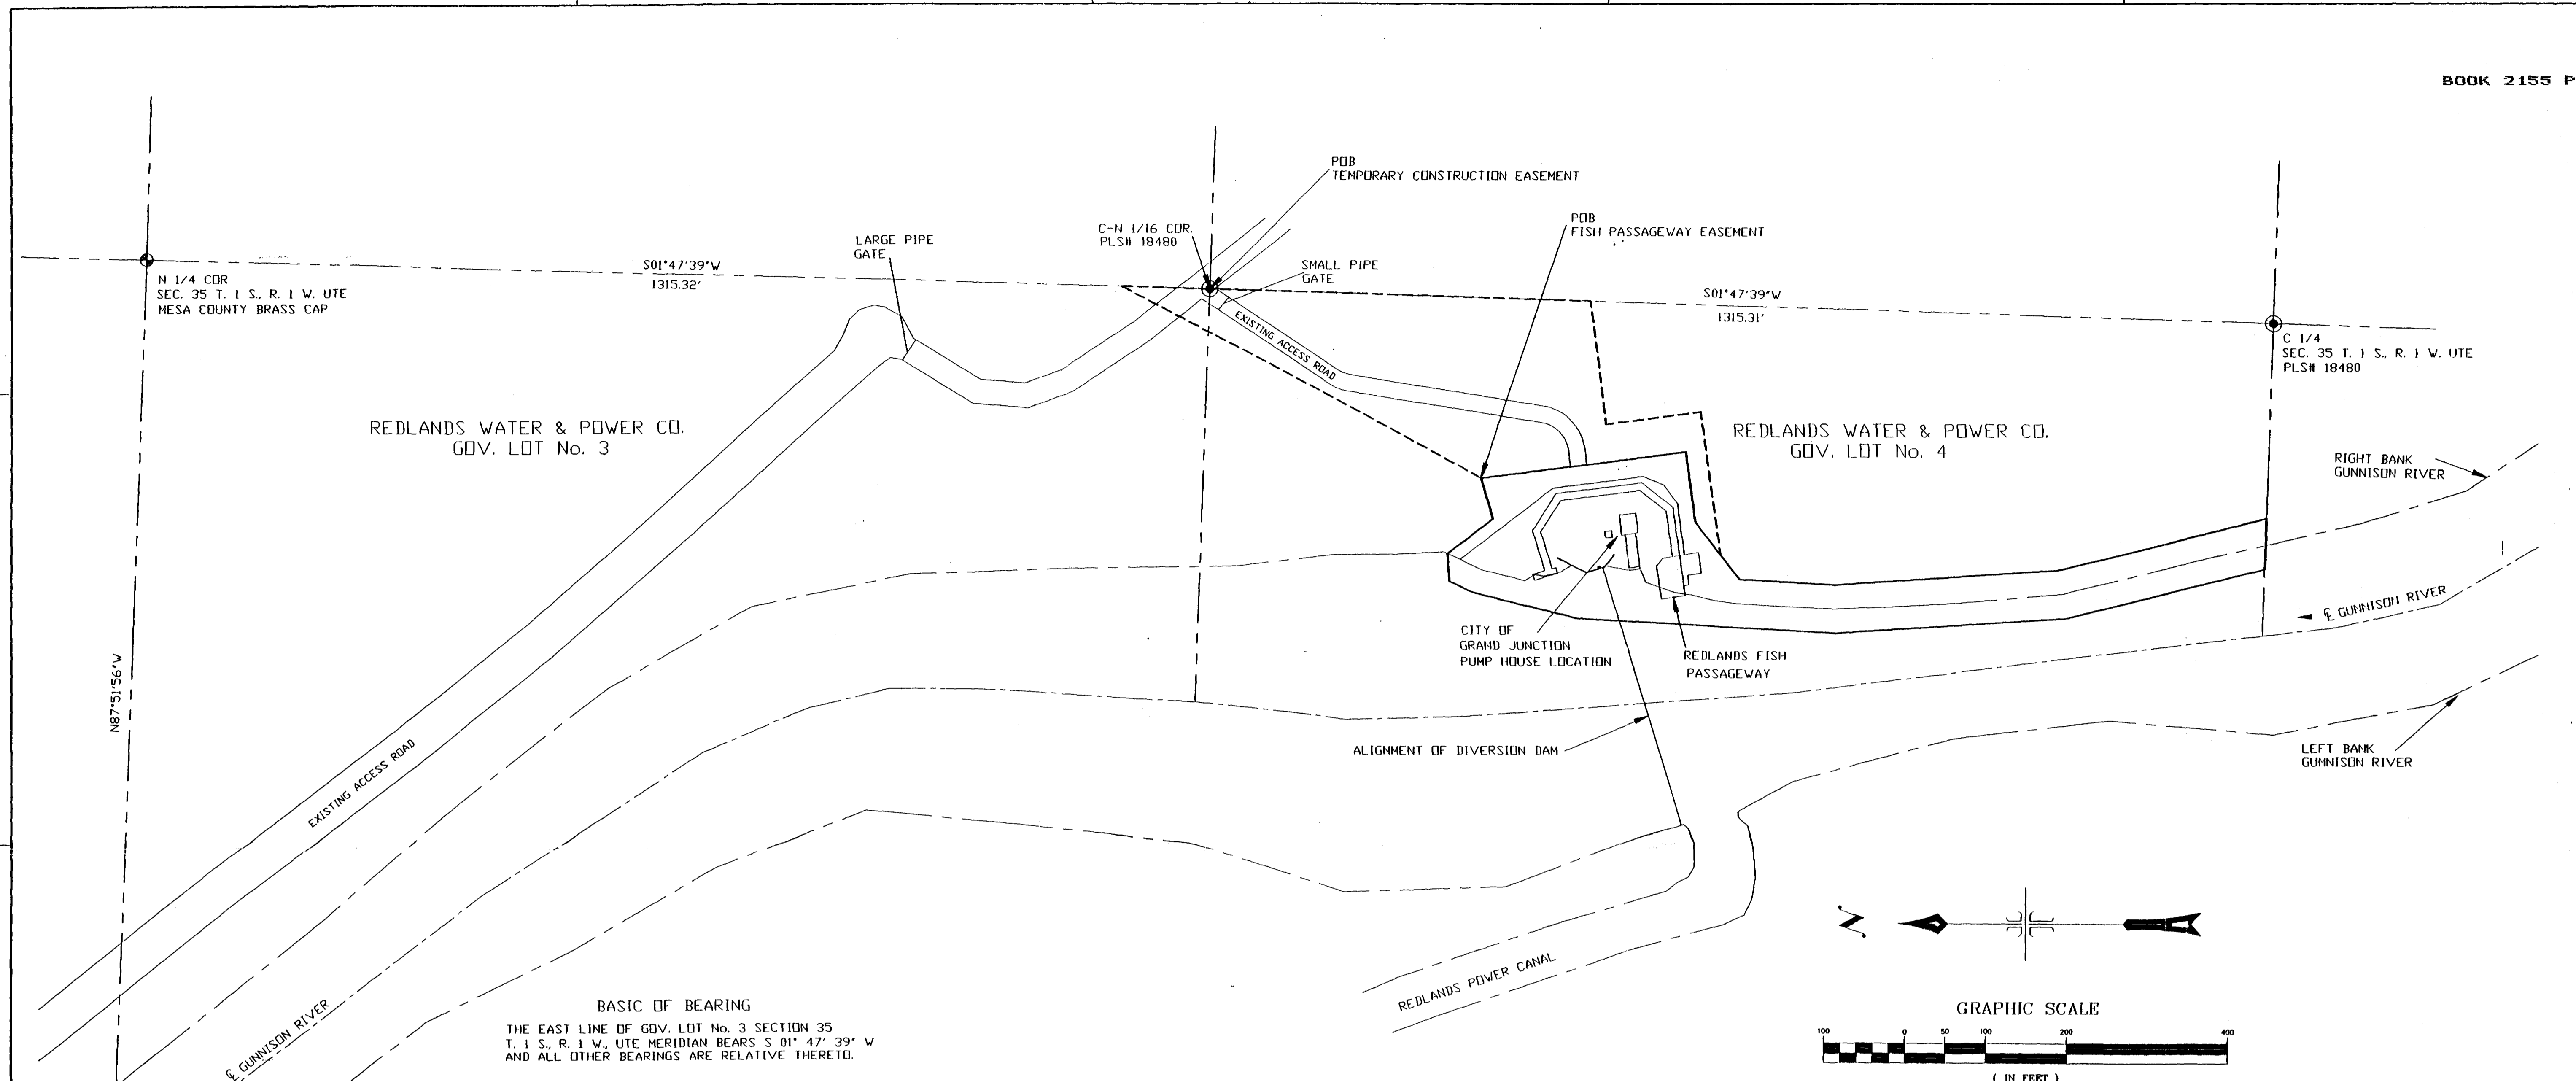 BOOK 2155 P
POB
TEMPORARY CONSTRUCTION EASEMENT
POB
FISH PASSAGEWAY EASEMENT
C-N 1/16 COR.
PLS# 18480
LARGE PIPE
GATE
SMALL PIPE
GATE
S01°47'39"W
1315.32'
S01°47'39"W
1315.31'
N 1/4 COR
SEC. 35 T. 1 S., R. 1 W. UTE
MESA COUNTY BRASS CAP
EXISTING ACCESS ROAD
C 1/4
SEC. 35 T. 1 S., R. 1 W. UTE
PLS# 18480
REDLANDS WATER & POWER CO.
GOV. LOT No. 3
REDLANDS WATER & POWER CO.
GOV. LOT No. 4
RIGHT BANK
GUNNISON RIVER
℄ GUNNISON RIVER
CITY OF
GRAND JUNCTION
PUMP HOUSE LOCATION
REDLANDS FISH
PASSAGEWAY
N87°51'56"W
ALIGNMENT OF DIVERSION DAM
LEFT BANK
GUNNISON RIVER
EXISTING ACCESS ROAD
N
REDLANDS POWER CANAL
℄ GUNNISON RIVER
BASIC OF BEARING
THE EAST LINE OF GOV. LOT No. 3 SECTION 35
T. 1 S., R. 1 W., UTE MERIDIAN BEARS S 01° 47' 39" W
AND ALL OTHER BEARINGS ARE RELATIVE THERETO.
GRAPHIC SCALE
100 0 50 100 200 400
( IN FEET )